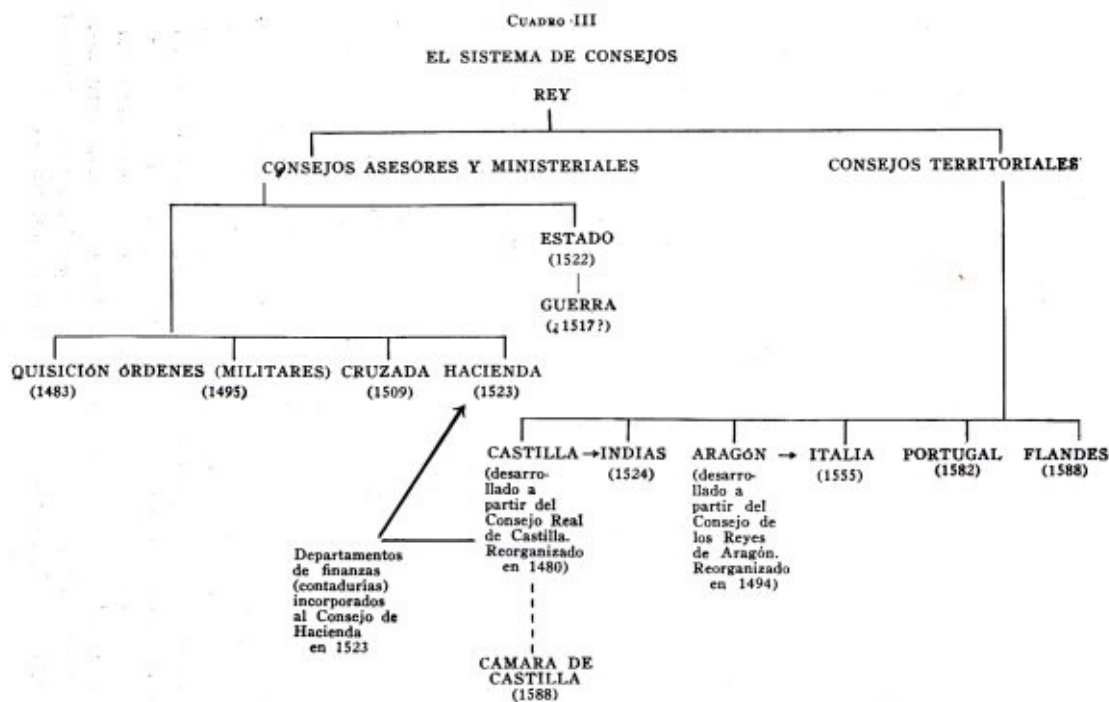 CUADRO III
EL SISTEMA DE CONSEJOS
REY
CONSEJOS ASESORES Y MINISTERIALES
CONSEJOS TERRITORIALES
ESTADO
(1522)
GUERRA
(¿1517?)
QUISICIÓN
(1483)
ÓRDENES (MILITARES)
(1495)
CRUZADA
(1509)
HACIENDA
(1523)
CASTILLA
(desarro-
llado a
partir del
Consejo Real
de Castilla.
Reorganizado
en 1480)
→INDIAS
(1524)
ARAGÓN
(desarro-
llado a
partir del
Consejo de
los Reyes
de Aragón.
Reorganizado
en 1494)
→ ITALIA
(1555)
PORTUGAL
(1582)
FLANDES
(1588)
Departamentos
de finanzas
(contadurías)
incorporados
al Consejo de
Hacienda
en 1523
CAMARA DE
CASTILLA
(1588)